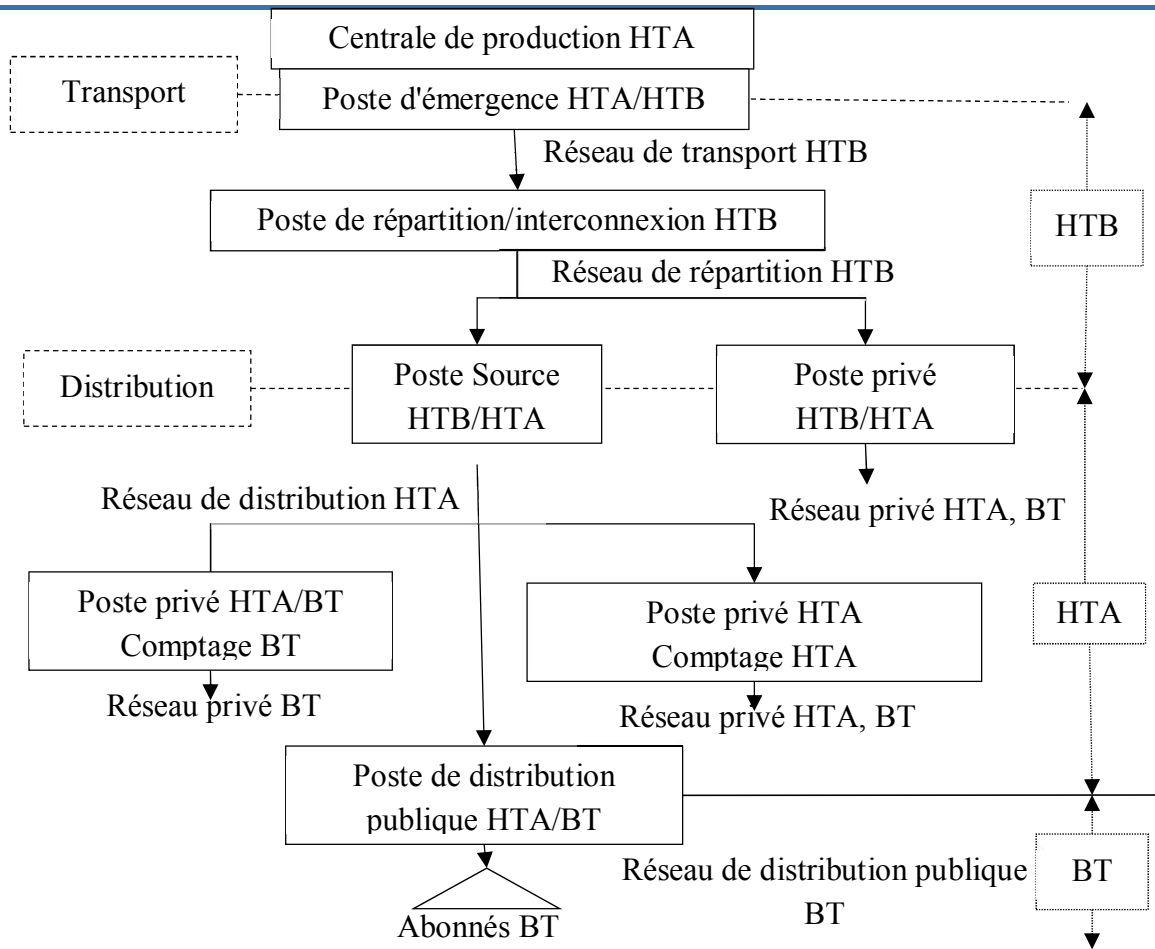 Centrale de production HTA
Transport
Poste d'émergence HTA/HTB
Réseau de transport HTB
Poste de répartition/interconnexion HTB
HTB
Réseau de répartition HTB
Distribution
Poste Source
HTB/HTA
Poste privé
HTB/HTA
Réseau de distribution HTA
Réseau privé HTA, BT
Poste privé HTA/BT
Comptage BT
Poste privé HTA
Comptage HTA
HTA
Réseau privé BT
Réseau privé HTA, BT
Poste de distribution
publique HTA/BT
Réseau de distribution publique
BT
BT
Abonnés BT